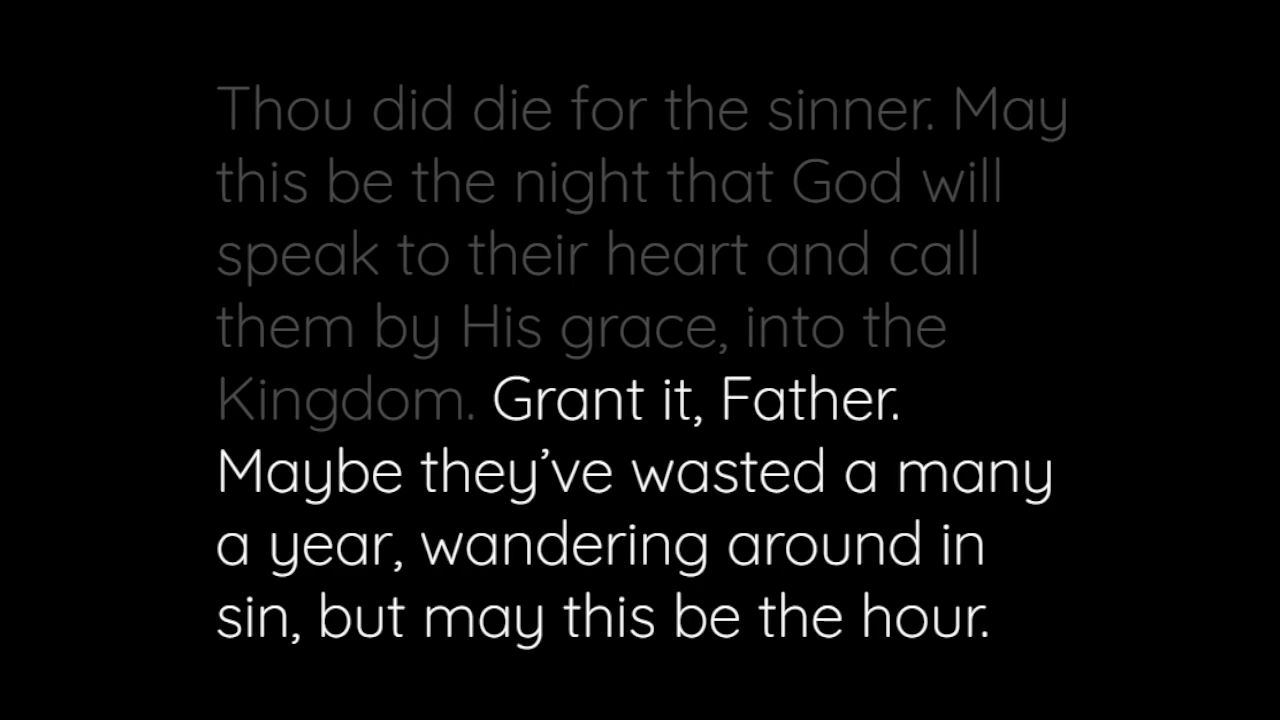 Thou did die for the sinner. May
this be the night that God will
speak to their heart and call
them by His grace, into the
Kingdom. Grant it, Father.
Maybe they’ve wasted a many
a year, wandering around in
sin, but may this be the hour.